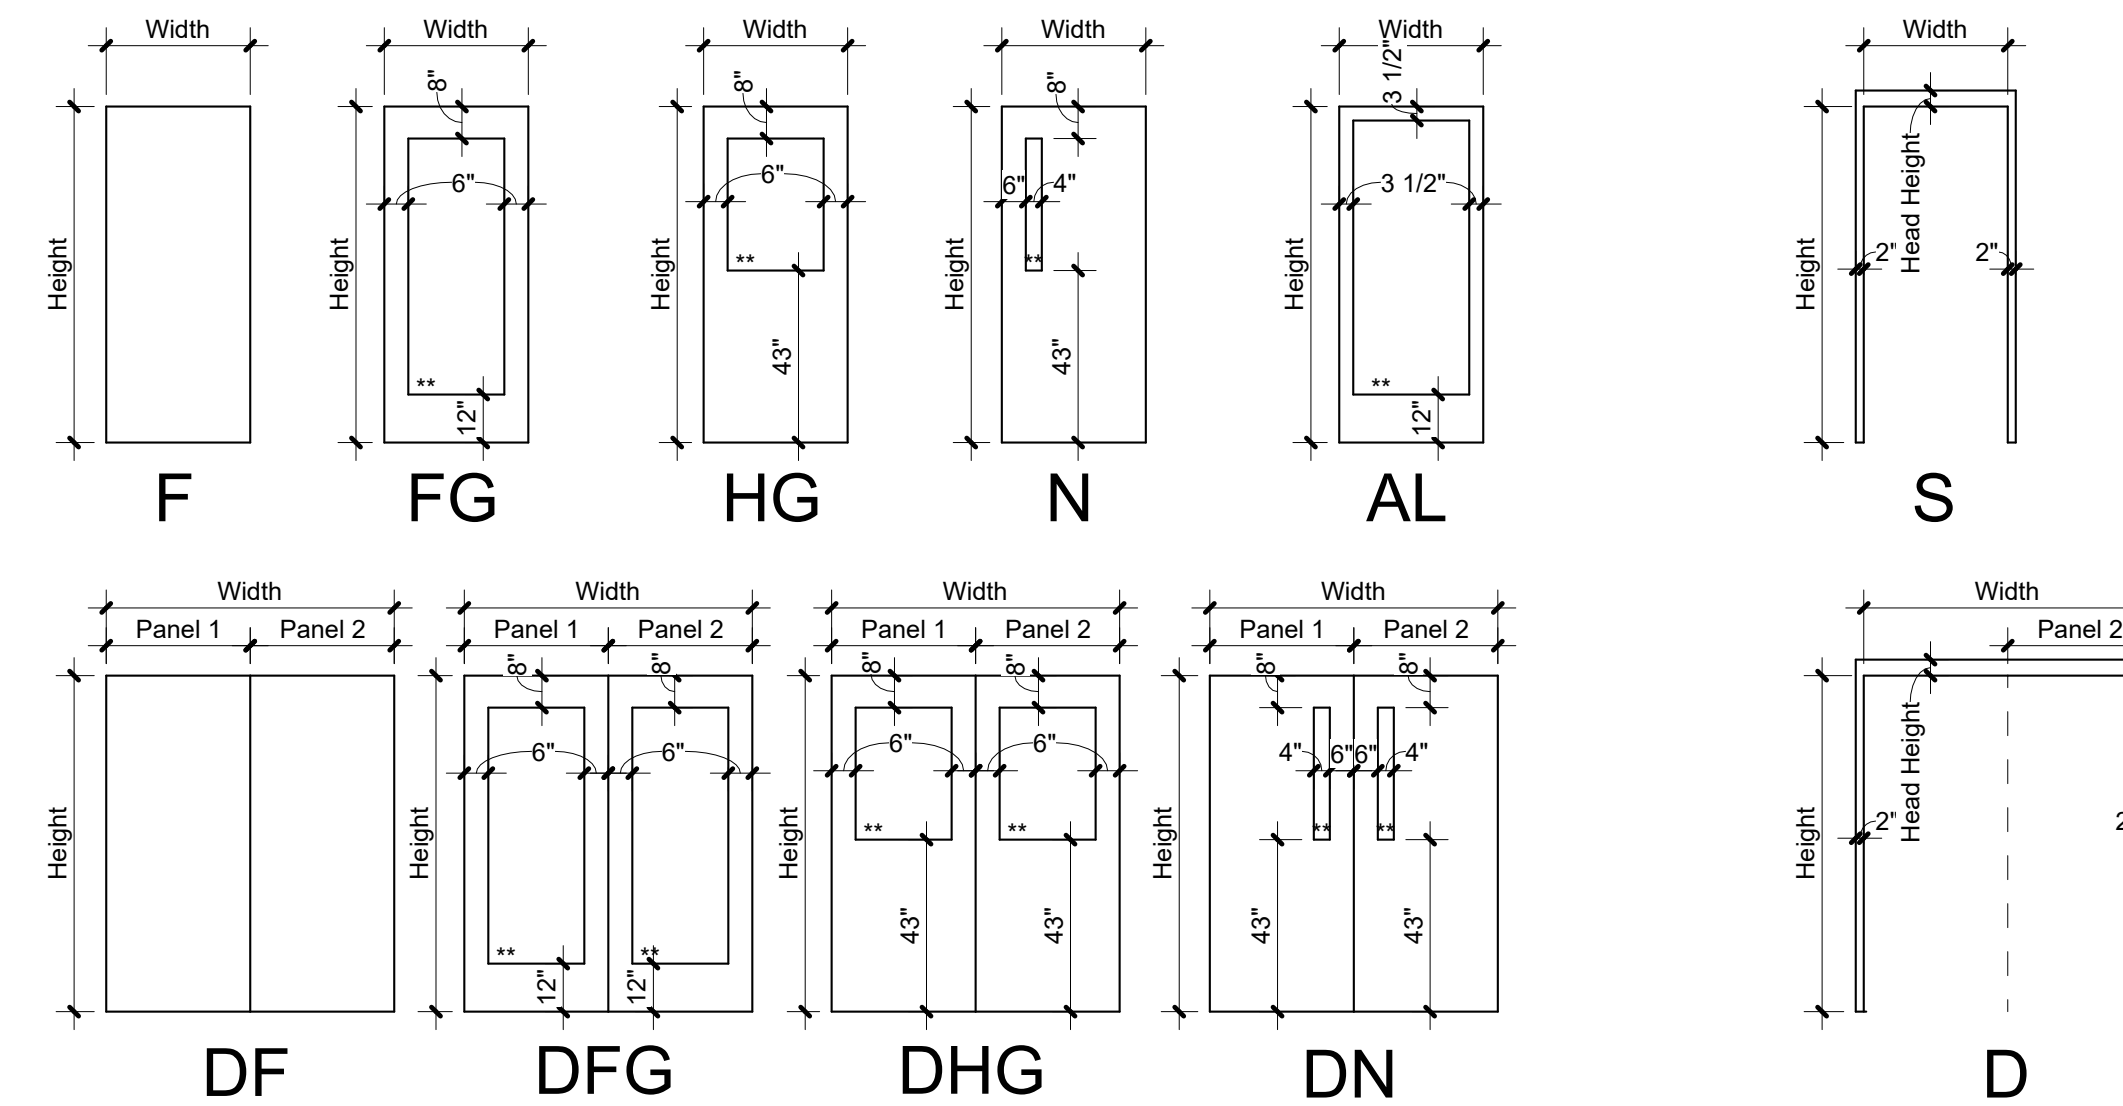 Width Width Width Width Width Width
8" 8" 8" 3 1/2"
6" 6" 6" 4" 3 1/2"
Height Height Height Height Height Height
Head Height
2" 2"
** ** ** **
43" 43"
12" 12"
F FG HG N AL S
Width Width Width Width Width
Panel 1 Panel 2 Panel 1 Panel 2 Panel 1 Panel 2 Panel 1 Panel 2 Panel 2
8" 8" 8" 8" 8" 8"
6" 6" 6" 6" 4" 6" 6" 4"
Height Height Height Height Height
Head Height
2" 2
** ** ** ** ** **
43" 43" 43" 43"
12" 12"
DF DFG DHG DN D